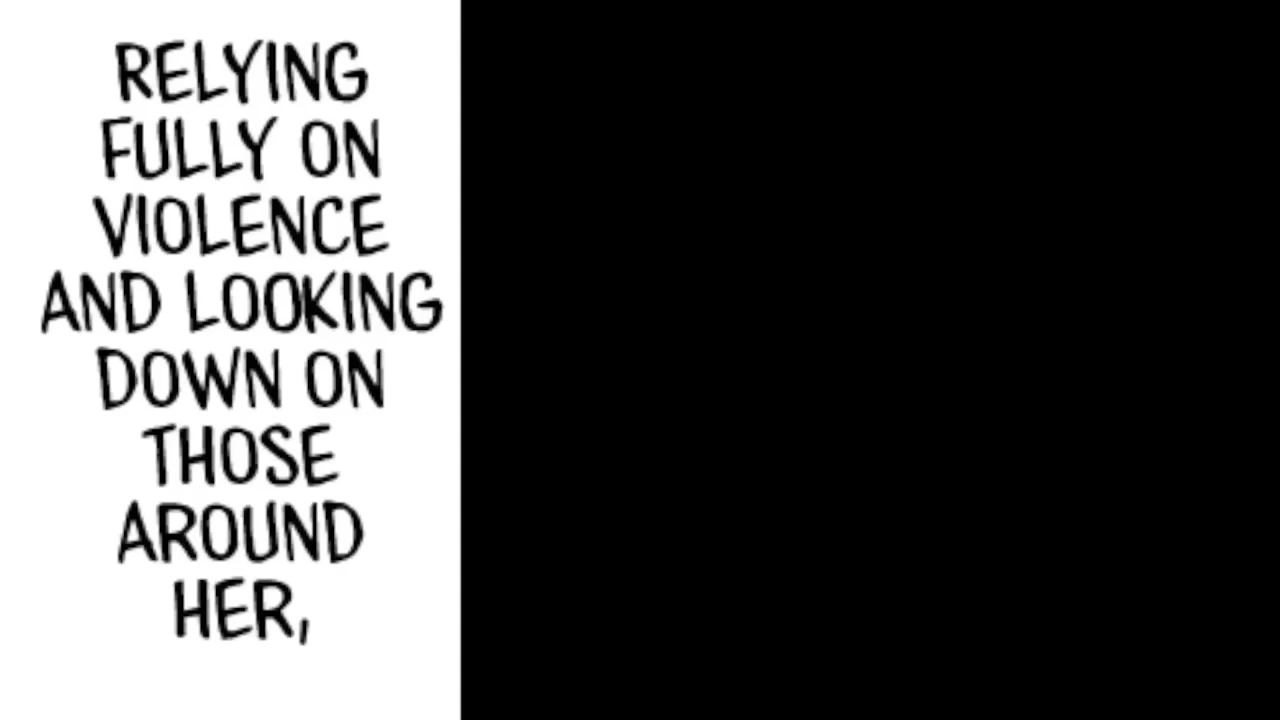 RELYING
FULLY ON
VIOLENCE
AND LOOKING
DOWN ON
THOSE
AROUND
HER,